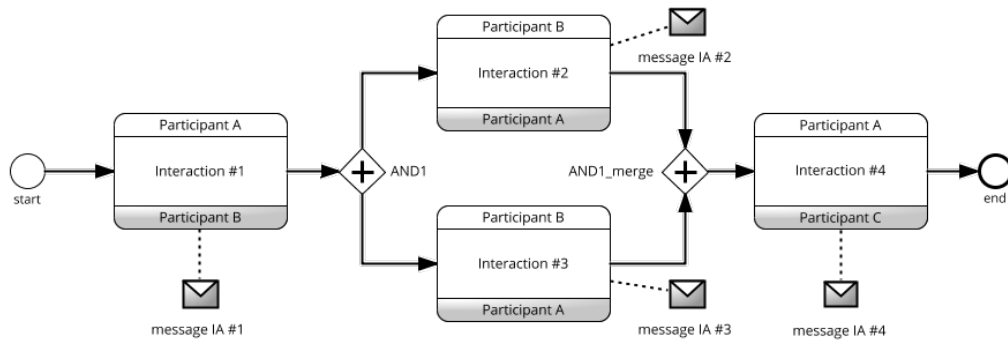 Participant B
Interaction #2
Participant A
message IA #2
Participant A
Interaction #1
Participant B
start
message IA #1
AND1
AND1_merge
Participant B
Interaction #3
Participant A
message IA #3
Participant A
Interaction #4
Participant C
message IA #4
end